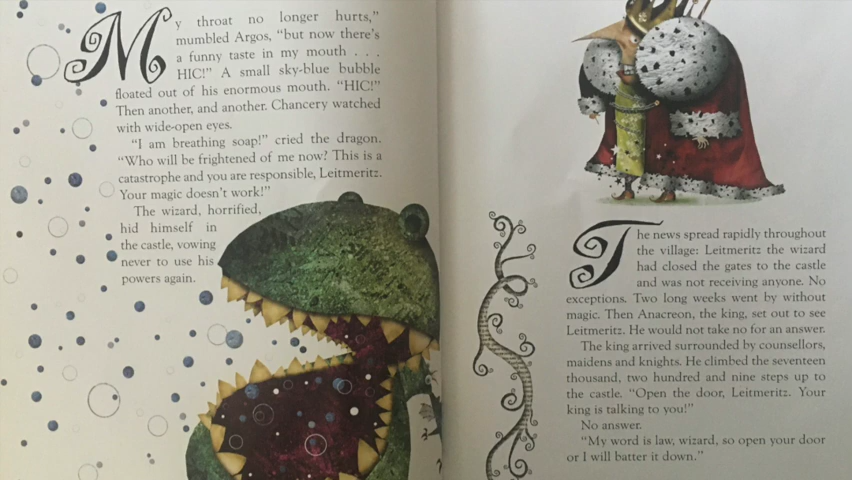 My throat no longer hurts,"
mumbled Argos, "but now there's
a funny taste in my mouth . . .
HIC!" A small sky-blue bubble
floated out of his enormous mouth. "HIC!"
Then another, and another. Chancery watched
with wide-open eyes.
"I am breathing soap!" cried the dragon.
"Who will be frightened of me now? This is a
catastrophe and you are responsible, Leitmeritz.
Your magic doesn't work!"
The wizard, horrified,
hid himself in
the castle, vowing
never to use his
powers again.
The news spread rapidly throughout
the village: Leitmeritz the wizard
had closed the gates to the castle
and was not receiving anyone. No
exceptions. Two long weeks went by without
magic. Then Anacreon, the king, set out to see
Leitmeritz. He would not take no for an answer.
The king arrived surrounded by counsellors,
maidens and knights. He climbed the seventeen
thousand, two hundred and nine steps up to
the castle. "Open the door, Leitmeritz. Your
king is talking to you!"
No answer.
"My word is law, wizard, so open your door
or I will batter it down."